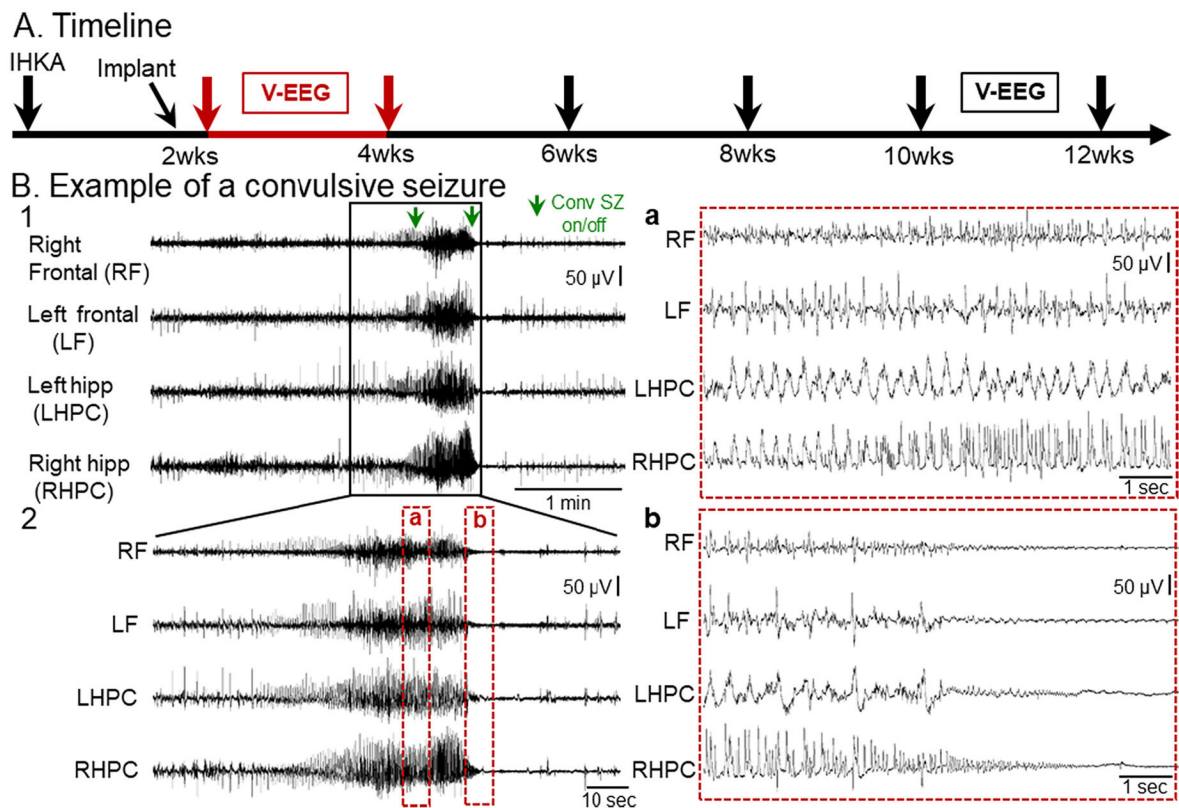 A. Timeline
IHKA
Implant
V-EEG
V-EEG
2wks
4wks
6wks
8wks
10wks
12wks
B. Example of a convulsive seizure
1
Right
Frontal (RF)
Left frontal
(LF)
Left hipp
(LHPC)
Right hipp
(RHPC)
Conv SZ
on/off
50 µV
1 min
a
RF
50 µV
LF
LHPC
RHPC
1 sec
2
a
b
RF
50 µV
LF
LHPC
RHPC
10 sec
b
RF
50 µV
LF
LHPC
RHPC
1 sec